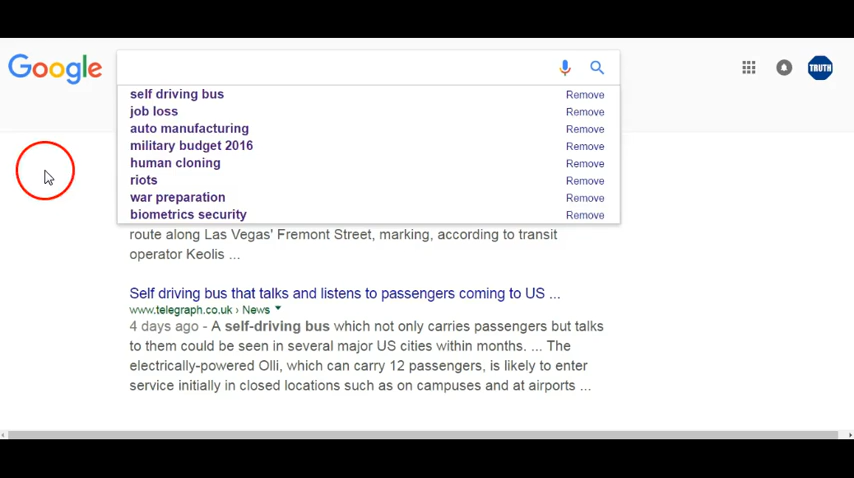 Google
TRUTH
self driving bus Remove
job loss Remove
auto manufacturing Remove
military budget 2016 Remove
human cloning Remove
riots Remove
war preparation Remove
biometrics security Remove
route along Las Vegas' Fremont Street, marking, according to transit
operator Keolis ...
Self driving bus that talks and listens to passengers coming to US ...
www.telegraph.co.uk › News
4 days ago - A self-driving bus which not only carries passengers but talks
to them could be seen in several major US cities within months. ... The
electrically-powered Olli, which can carry 12 passengers, is likely to enter
service initially in closed locations such as on campuses and at airports ...